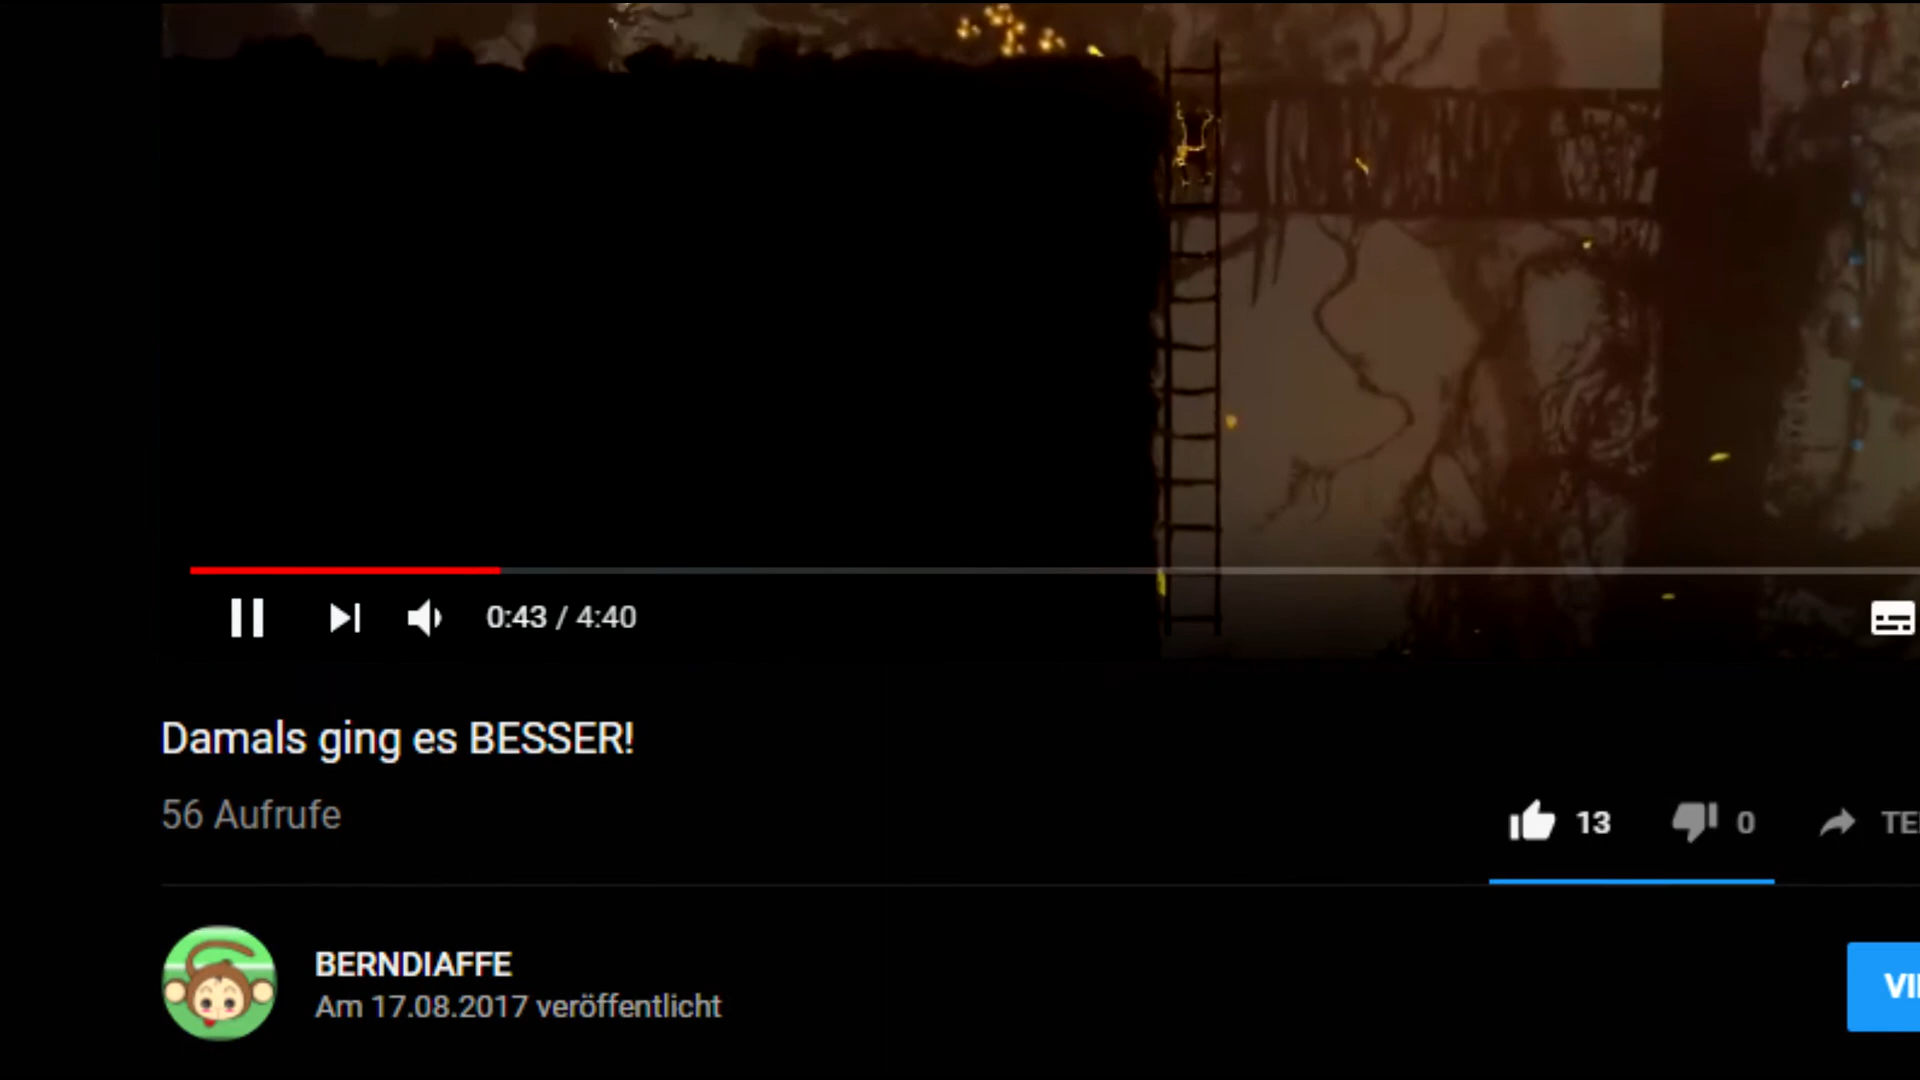 0:43 / 4:40
Damals ging es BESSER!
56 Aufrufe
13
0
BERNDIAFFE
Am 17.08.2017 veröffentlicht